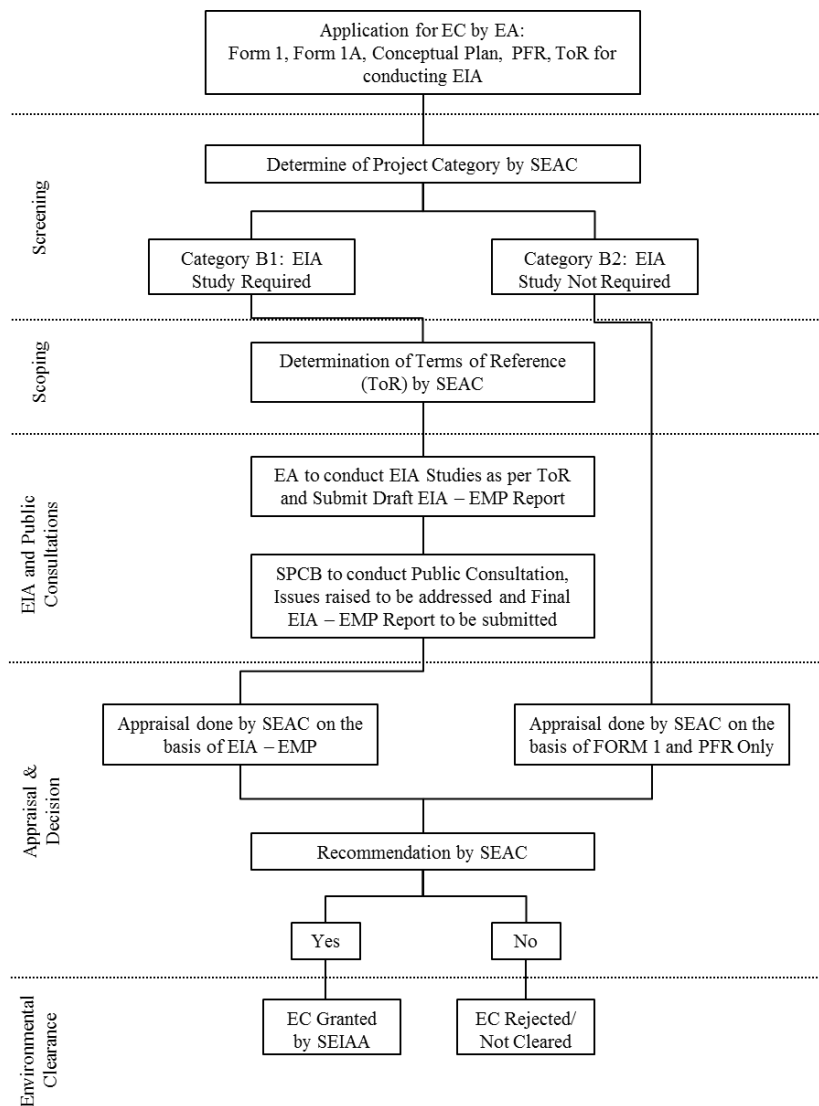 Application for EC by EA:
Form 1, Form 1A, Conceptual Plan, PFR, ToR for
conducting EIA
Screening
Determine of Project Category by SEAC
Category B1: EIA
Study Required
Category B2: EIA
Study Not Required
Scoping
Determination of Terms of Reference
(ToR) by SEAC
EIA and Public
Consultations
EA to conduct EIA Studies as per ToR
and Submit Draft EIA – EMP Report
SPCB to conduct Public Consultation,
Issues raised to be addressed and Final
EIA – EMP Report to be submitted
Appraisal &
Decision
Appraisal done by SEAC on the
basis of EIA – EMP
Appraisal done by SEAC on the
basis of FORM 1 and PFR Only
Recommendation by SEAC
Yes
No
Environmental
Clearance
EC Granted
by SEIAA
EC Rejected/
Not Cleared